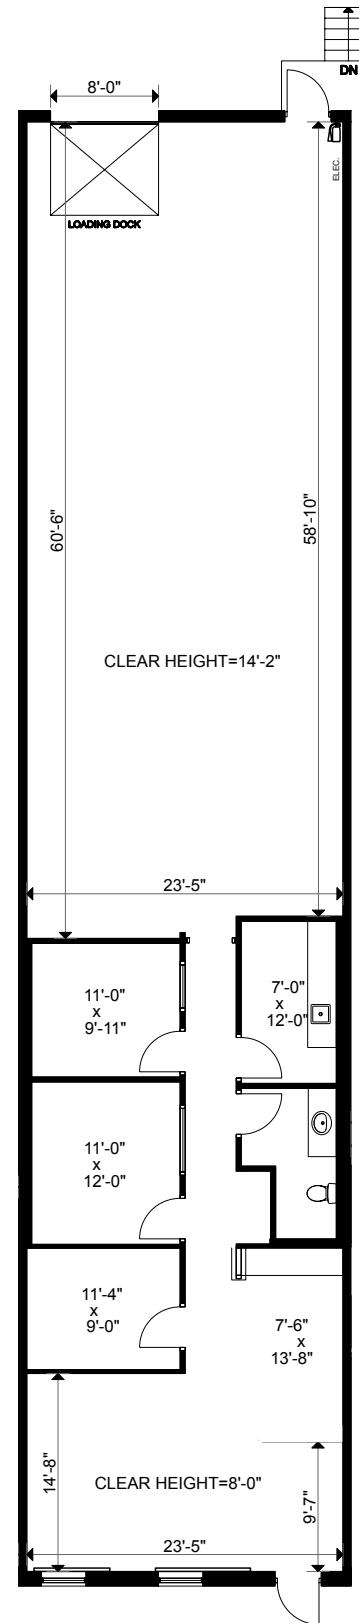 DN
8'-0"
ELEC.
LOADING DOCK
60'-6"
58'-10"
CLEAR HEIGHT=14'-2"
23'-5"
11'-0"
x
9'-11"
7'-0"
x
12'-0"
11'-0"
x
12'-0"
11'-4"
x
9'-0"
7'-6"
x
13'-8"
14'-8"
CLEAR HEIGHT=8'-0"
9'-7"
23'-5"